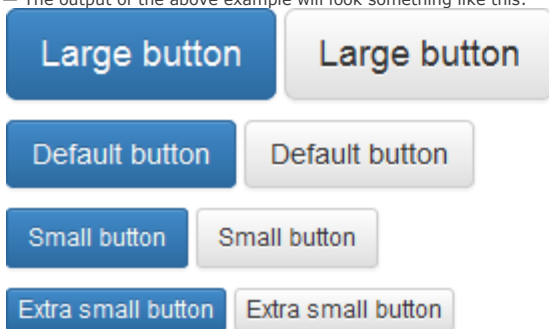 — The output of the above example will look something like this:
Large button Large button
Default button Default button
Small button Small button
Extra small button Extra small button